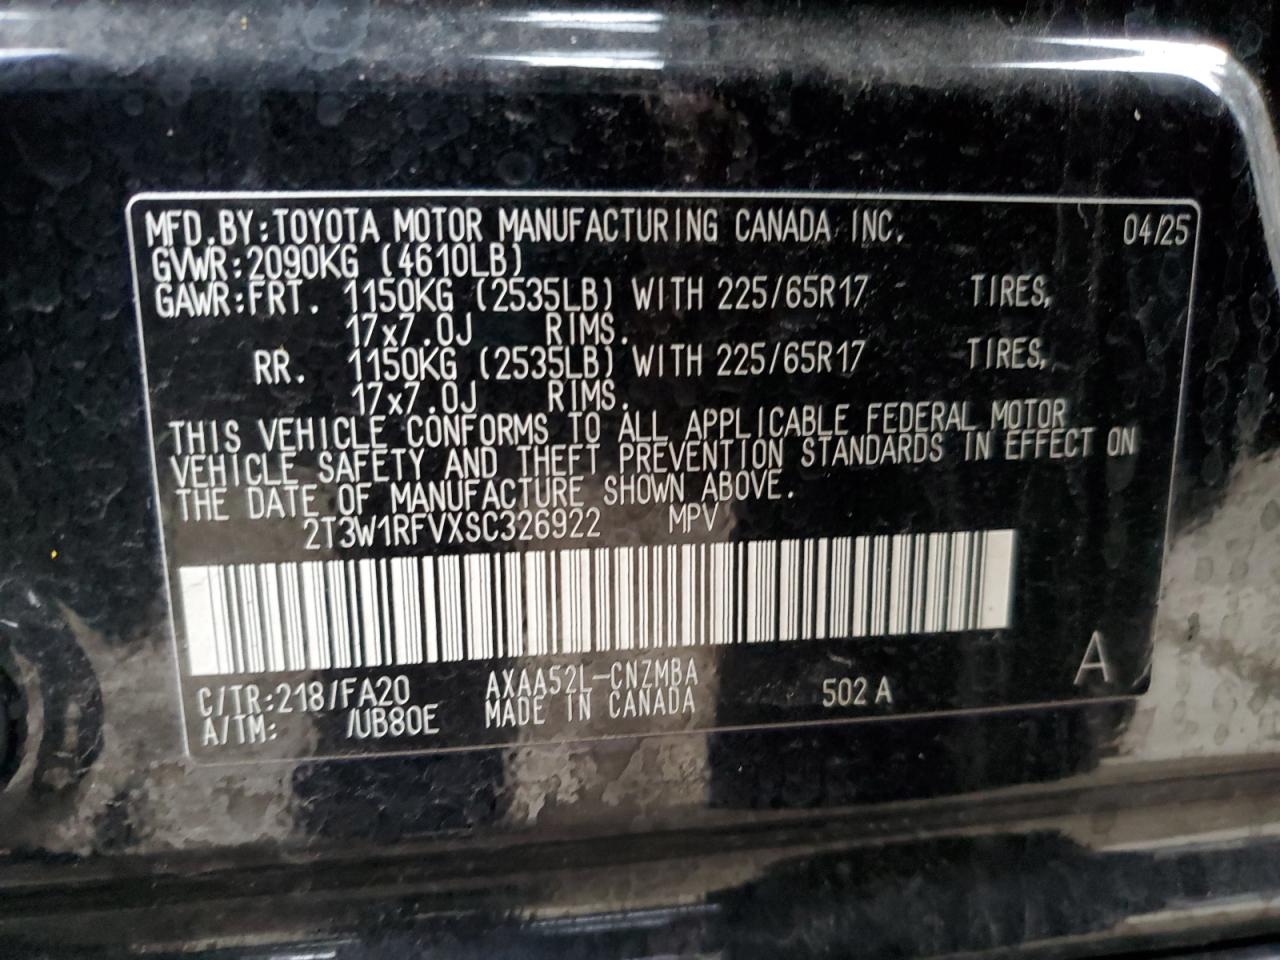 MFD.BY:TOYOTA MOTOR MANUFACTURING CANADA INC. 04/25
GVWR:2090KG (4610LB)
GAWR:FRT. 1150KG (2535LB) WITH 225/65R17 TIRES,
17x7.0J RIMS.
RR. 1150KG (2535LB) WITH 225/65R17 TIRES,
17x7.0J RIMS.
THIS VEHICLE CONFORMS TO ALL APPLICABLE FEDERAL MOTOR
VEHICLE SAFETY AND THEFT PREVENTION STANDARDS IN EFFECT ON
THE DATE OF MANUFACTURE SHOWN ABOVE.
2T3W1RFVXSC326922 MPV
C/TR:218/FA20 AXAA52L-CNZMBA 502 A A
A/TM: /UB80E MADE IN CANADA